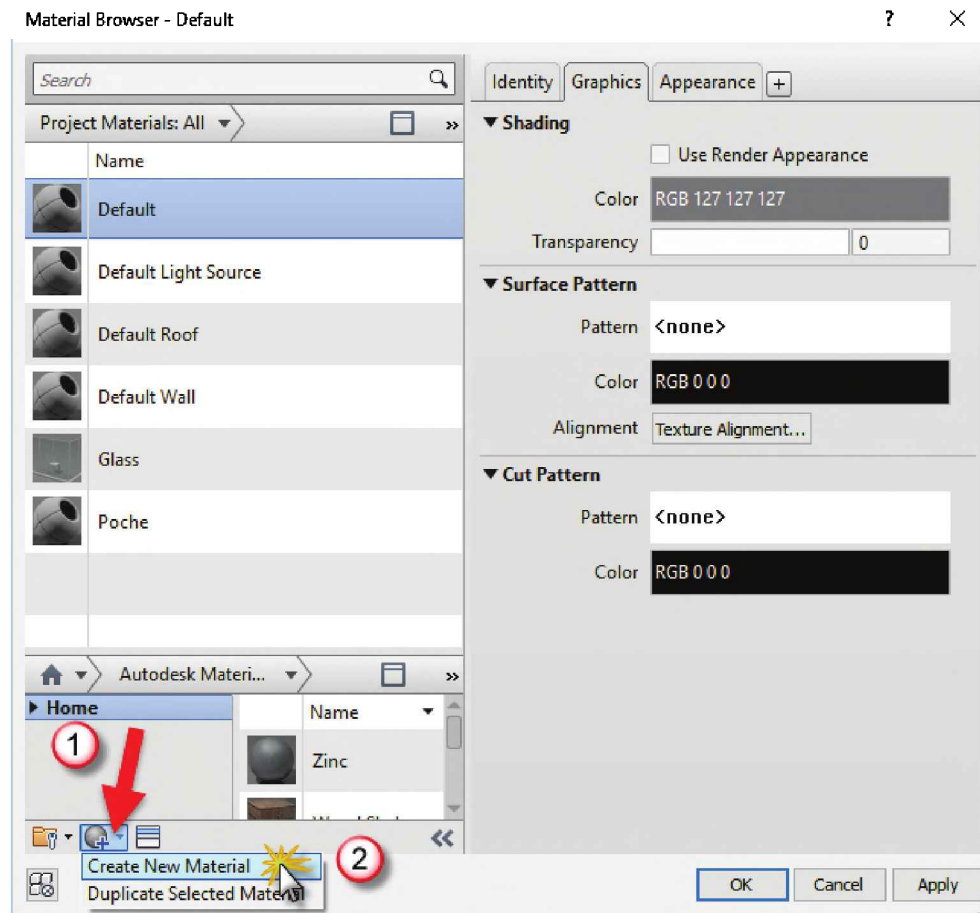 Material Browser - Default
?
Search
Project Materials: All
»
Name
Default
Default Light Source
Default Roof
Default Wall
Glass
Poche
Autodesk Materi...
»
Home
Name
Zinc
1
2
Create New Material
Duplicate Selected Material
Identity
Graphics
Appearance
+
Shading
Use Render Appearance
Color
RGB 127 127 127
Transparency
0
Surface Pattern
Pattern
<none>
Color
RGB 0 0 0
Alignment
Texture Alignment...
Cut Pattern
Pattern
<none>
Color
RGB 0 0 0
OK
Cancel
Apply